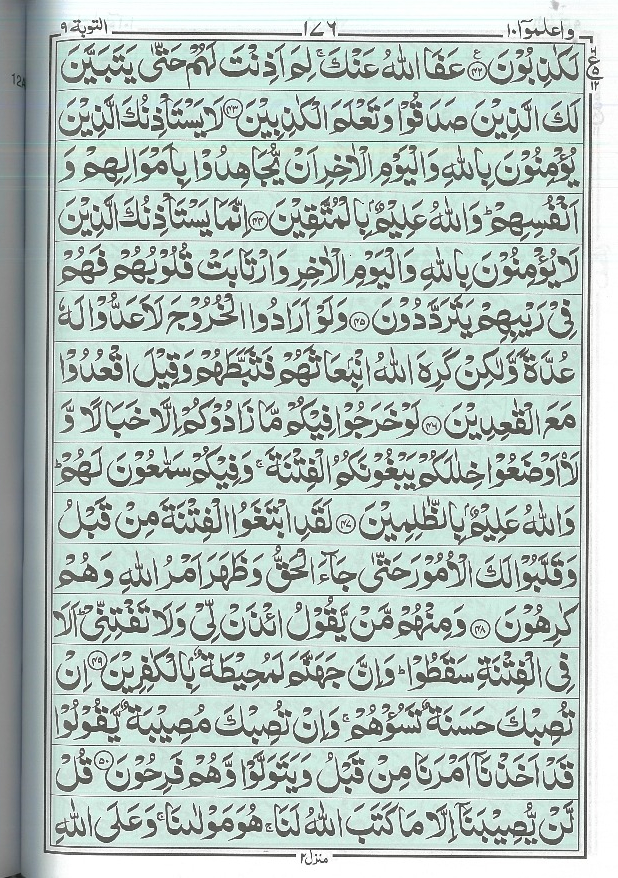 واعلموۤا ١٠
١٧٦
التوبة ٩
لَكٰذِبُوْنَ ﴿٤٢﴾ عَفَا اللّٰهُ عَنْكَ ۚ لِمَ اَذِنْتَ لَهُمْ حَتّٰى يَتَبَيَّنَ
لَكَ الَّذِيْنَ صَدَقُوْا وَتَعْلَمَ الْكٰذِبِيْنَ ﴿٤٣﴾ لَا يَسْتَاْذِنُكَ الَّذِيْنَ
يُؤْمِنُوْنَ بِاللّٰهِ وَالْيَوْمِ الْاٰخِرِ اَنْ يُّجَاهِدُوْا بِاَمْوَالِهِمْ وَ
اَنْفُسِهِمْ ؕ وَاللّٰهُ عَلِيْمٌۢ بِالْمُتَّقِيْنَ ﴿٤٤﴾ اِنَّمَا يَسْتَاْذِنُكَ الَّذِيْنَ
لَا يُؤْمِنُوْنَ بِاللّٰهِ وَالْيَوْمِ الْاٰخِرِ وَارْتَابَتْ قُلُوْبُهُمْ فَهُمْ
فِيْ رَيْبِهِمْ يَتَرَدَّدُوْنَ ﴿٤٥﴾ وَلَوْ اَرَادُوا الْخُرُوْجَ لَاَعَدُّوْا لَهٗ
عُدَّةً وَّلٰكِنْ كَرِهَ اللّٰهُ انْۢبِعَاثَهُمْ فَثَبَّطَهُمْ وَقِيْلَ اقْعُدُوْا
مَعَ الْقٰعِدِيْنَ ﴿٤٦﴾ لَوْ خَرَجُوْا فِيْكُمْ مَّا زَادُوْكُمْ اِلَّا خَبَالًا وَّ
لَا۟اَوْضَعُوْا خِلٰلَكُمْ يَبْغُوْنَكُمُ الْفِتْنَةَ ۚ وَفِيْكُمْ سَمّٰعُوْنَ لَهُمْ ؕ
وَاللّٰهُ عَلِيْمٌۢ بِالظّٰلِمِيْنَ ﴿٤٧﴾ لَقَدِ ابْتَغَوُا الْفِتْنَةَ مِنْ قَبْلُ
وَقَلَّبُوْا لَكَ الْاُمُوْرَ حَتّٰى جَآءَ الْحَقُّ وَظَهَرَ اَمْرُ اللّٰهِ وَهُمْ
كٰرِهُوْنَ ﴿٤٨﴾ وَمِنْهُمْ مَّنْ يَّقُوْلُ ائْذَنْ لِّيْ وَلَا تَفْتِنِّيْ ؕ اَلَا
فِى الْفِتْنَةِ سَقَطُوْا ؕ وَاِنَّ جَهَنَّمَ لَمُحِيْطَةٌۢ بِالْكٰفِرِيْنَ ﴿٤٩﴾ اِنْ
تُصِبْكَ حَسَنَةٌ تَسُؤْهُمْ ۚ وَاِنْ تُصِبْكَ مُصِيْبَةٌ يَّقُوْلُوْا
قَدْ اَخَذْنَاۤ اَمْرَنَا مِنْ قَبْلُ وَيَتَوَلَّوْا وَّهُمْ فَرِحُوْنَ ﴿٥٠﴾ قُلْ
لَّنْ يُّصِيْبَنَاۤ اِلَّا مَا كَتَبَ اللّٰهُ لَنَا ۚ هُوَ مَوْلٰىنَا ۚ وَعَلَى اللّٰهِ
منزل ٢